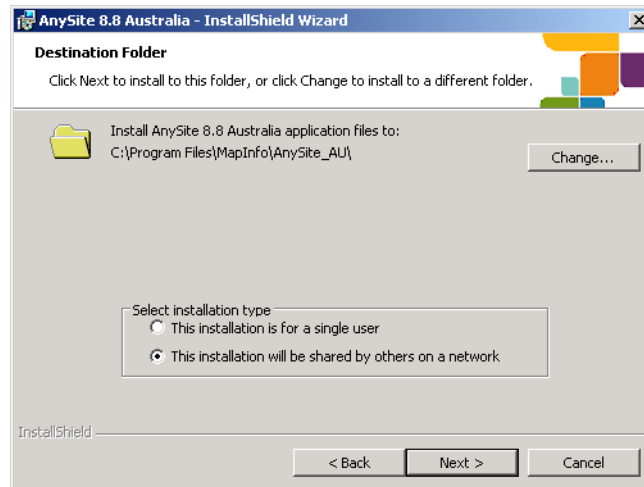 AnySite 8.8 Australia - InstallShield Wizard
Destination Folder
Click Next to install to this folder, or click Change to install to a different folder.
Install AnySite 8.8 Australia application files to:
C:\Program Files\MapInfo\AnySite_AU\
Change...
Select installation type
This installation is for a single user
This installation will be shared by others on a network
InstallShield
< Back
Next >
Cancel